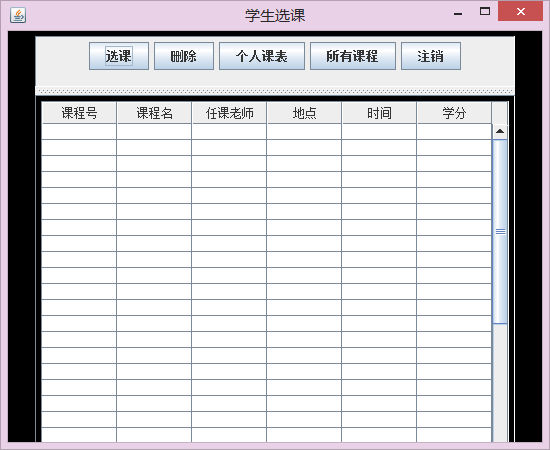 学生选课
选课 删除 个人课表 所有课程 注销
课程号 课程名 任课老师 地点 时间 学分